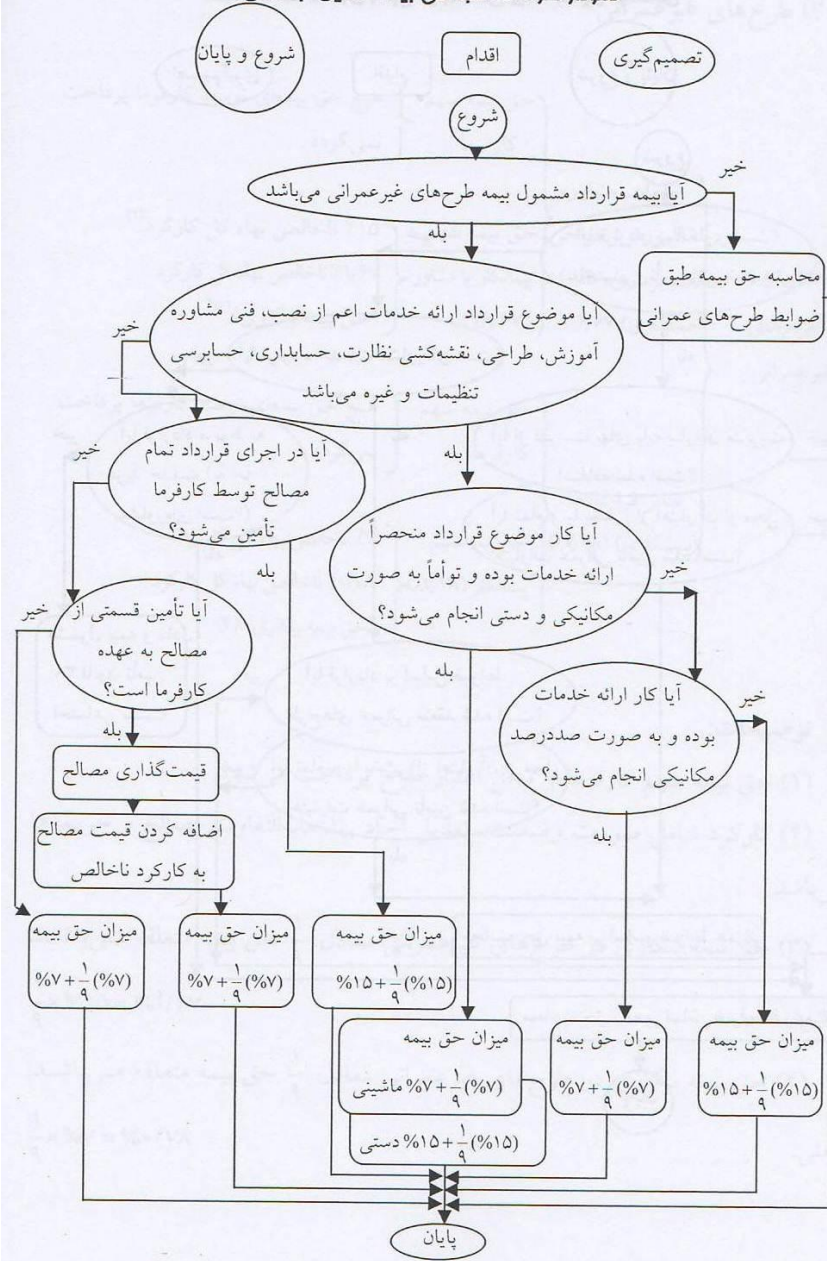 شروع و پایان
اقدام
تصمیم‌گیری
شروع
آیا بیمه قرارداد مشمول بیمه طرح‌های غیرعمرانی می‌باشد
خیر
بله
محاسبه حق بیمه طبق
ضوابط طرح‌های عمرانی
آیا موضوع قرارداد ارائه خدمات اعم از نصب، فنی مشاوره
آموزش، طراحی، نقشه‌کشی نظارت، حسابداری، حسابرسی
تنظیمات و غیره می‌باشد
خیر
بله
آیا در اجرای قرارداد تمام
مصالح توسط کارفرما
تأمین می‌شود؟
خیر
بله
آیا کار موضوع قرارداد منحصراً
ارائه خدمات بوده و توأماً به صورت
مکانیکی و دستی انجام می‌شود؟
خیر
بله
آیا تأمین قسمتی از
مصالح به عهده
کارفرما است؟
خیر
بله
آیا کار ارائه خدمات
بوده و به صورت صددرصد
مکانیکی انجام می‌شود؟
خیر
بله
قیمت‌گذاری مصالح
اضافه کردن قیمت مصالح
به کارکرد ناخالص
میزان حق بیمه
%۷+۱/۹(%۷)
میزان حق بیمه
%۷+۱/۹(%۷)
میزان حق بیمه
%۱۵+۱/۹(%۱۵)
میزان حق بیمه
%۷+۱/۹(%۷) ماشینی
%۱۵+۱/۹(%۱۵) دستی
میزان حق بیمه
%۷+۱/۹(%۷)
میزان حق بیمه
%۱۵+۱/۹(%۱۵)
پایان